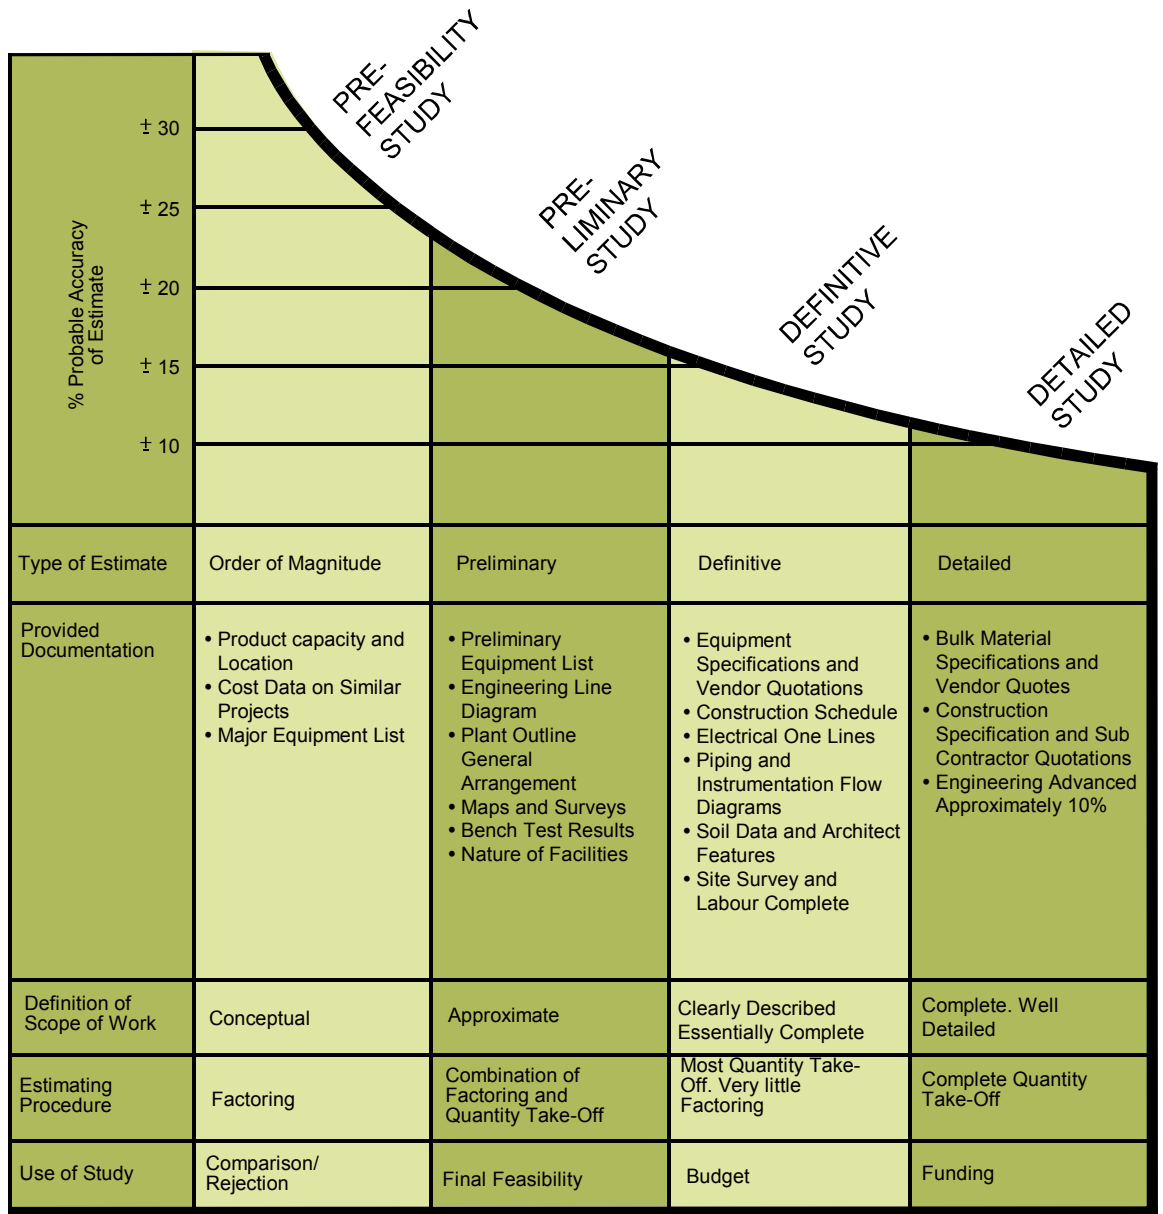 PRE-
FEASIBILITY
STUDY
PRE-
LIMINARY
STUDY
DEFINITIVE
STUDY
DETAILED
STUDY
% Probable Accuracy
of Estimate
± 30
± 25
± 20
± 15
± 10
Type of Estimate
Order of Magnitude
Preliminary
Definitive
Detailed
Provided
Documentation
• Product capacity and
Location
• Cost Data on Similar
Projects
• Major Equipment List
• Preliminary
Equipment List
• Engineering Line
Diagram
• Plant Outline
General
Arrangement
• Maps and Surveys
• Bench Test Results
• Nature of Facilities
• Equipment
Specifications and
Vendor Quotations
• Construction Schedule
• Electrical One Lines
• Piping and
Instrumentation Flow
Diagrams
• Soil Data and Architect
Features
• Site Survey and
Labour Complete
• Bulk Material
Specifications and
Vendor Quotes
• Construction
Specification and Sub
Contractor Quotations
• Engineering Advanced
Approximately 10%
Definition of
Scope of Work
Conceptual
Approximate
Clearly Described
Essentially Complete
Complete. Well
Detailed
Estimating
Procedure
Factoring
Combination of
Factoring and
Quantity Take-Off
Most Quantity Take-
Off. Very little
Factoring
Complete Quantity
Take-Off
Use of Study
Comparison/
Rejection
Final Feasibility
Budget
Funding